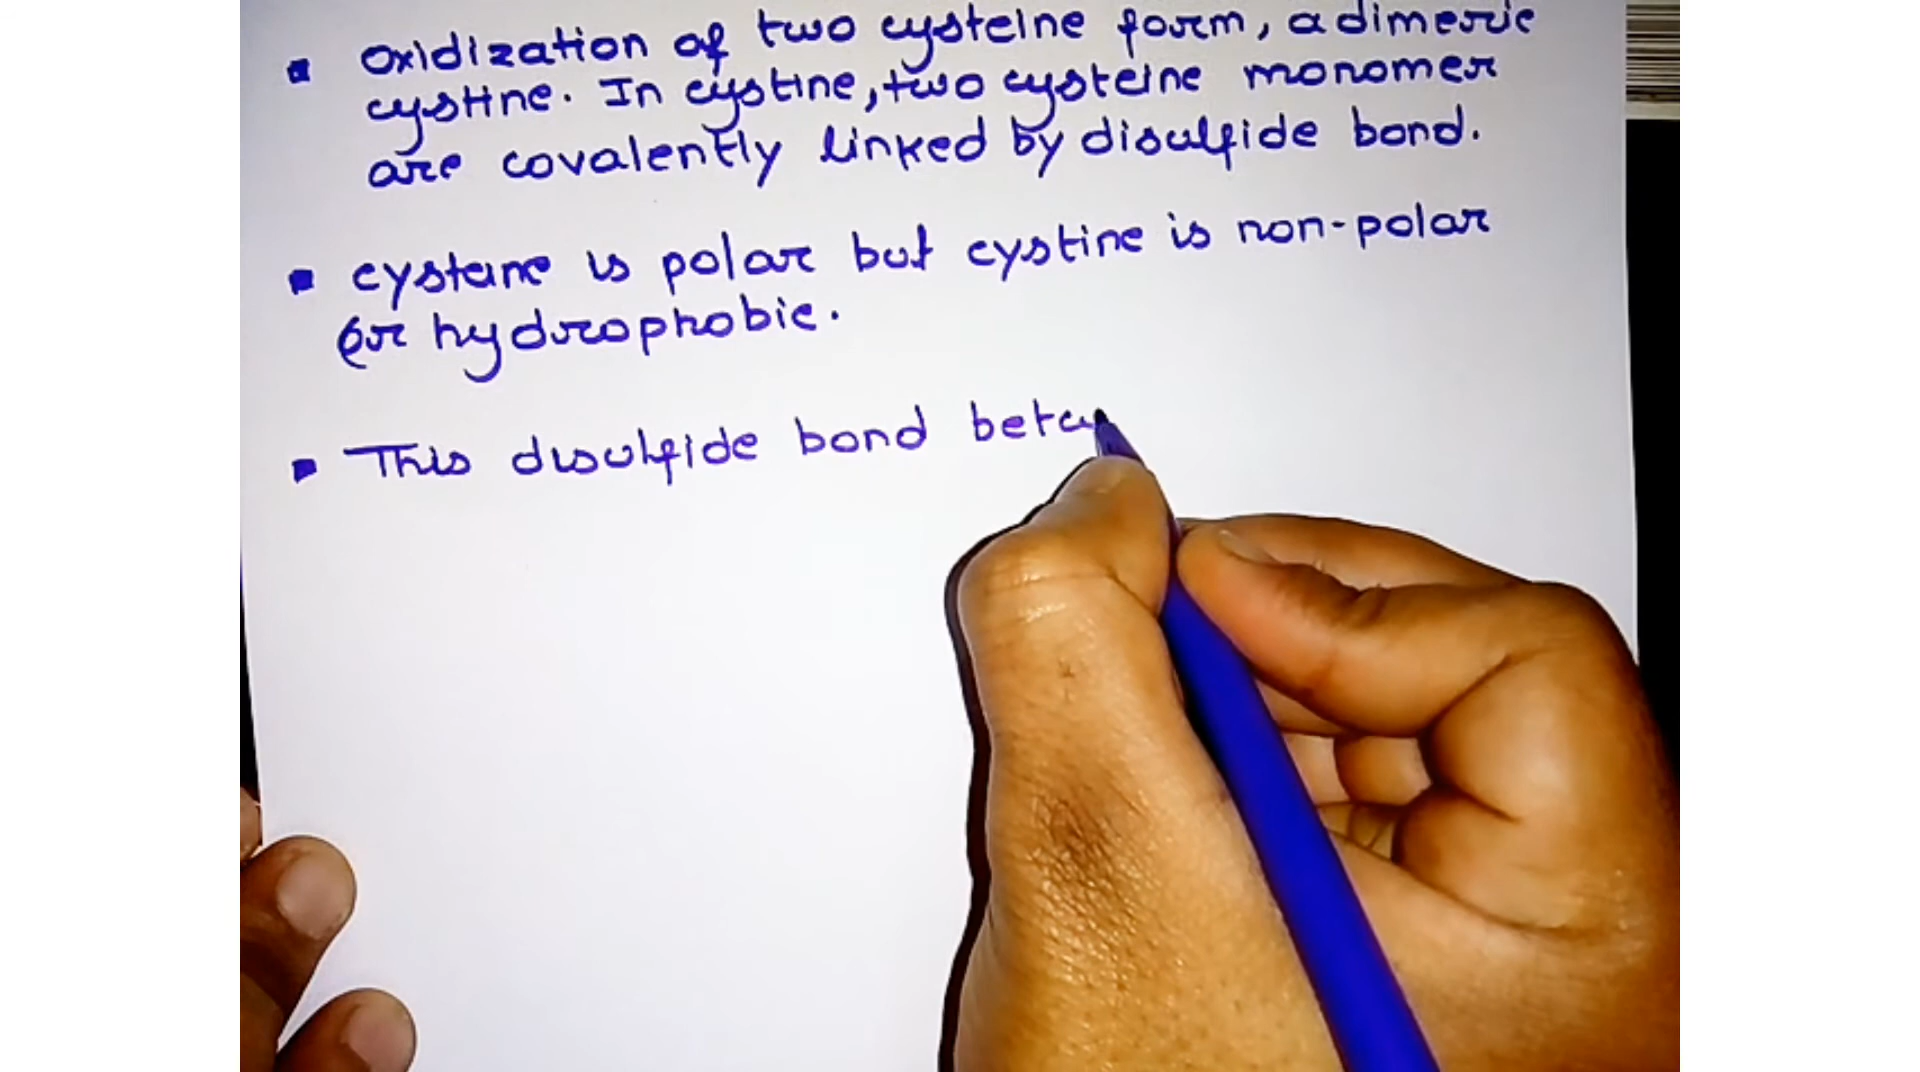 ▪ Oxidization of two cysteine form, a dimeric
cystine. In cystine, two cysteine monomer
are covalently linked by disulfide bond.
▪ cysteine is polar but cystine is non-polar
or hydrophobic.
▪ This disulfide bond